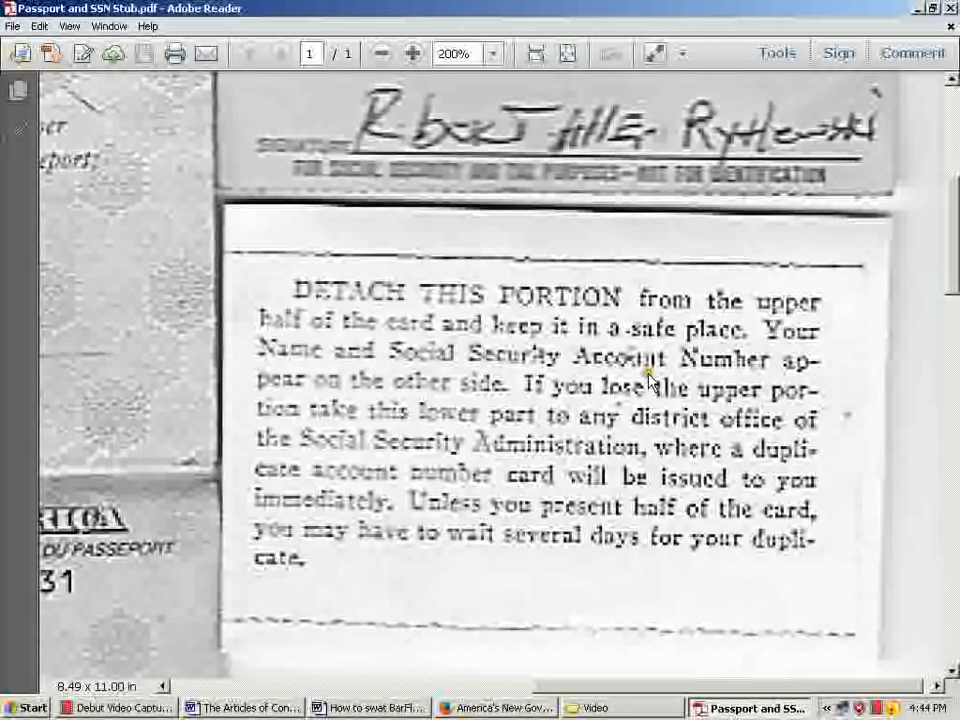 Passport and SSN Stub.pdf - Adobe Reader
File Edit View Window Help
1 / 1 200% Tools Sign Comment
er
port:
SIGNATURE
FOR SOCIAL SECURITY AND TAX PURPOSES—NOT FOR IDENTIFICATION
DETACH THIS PORTION from the upper
half of the card and keep it in a safe place. Your
Name and Social Security Account Number ap-
pear on the other side. If you lose the upper por-
tion take this lower part to any district office of
the Social Security Administration, where a dupli-
cate account number card will be issued to you
immediately. Unless you present half of the card,
you may have to wait several days for your dupli-
cate.
DU PASSEPORT
31
8.49 x 11.00 in
Start Debut Video Captu... The Articles of Con... How to swat BarFl... America's New Gov... Video Passport and SS... 4:44 PM